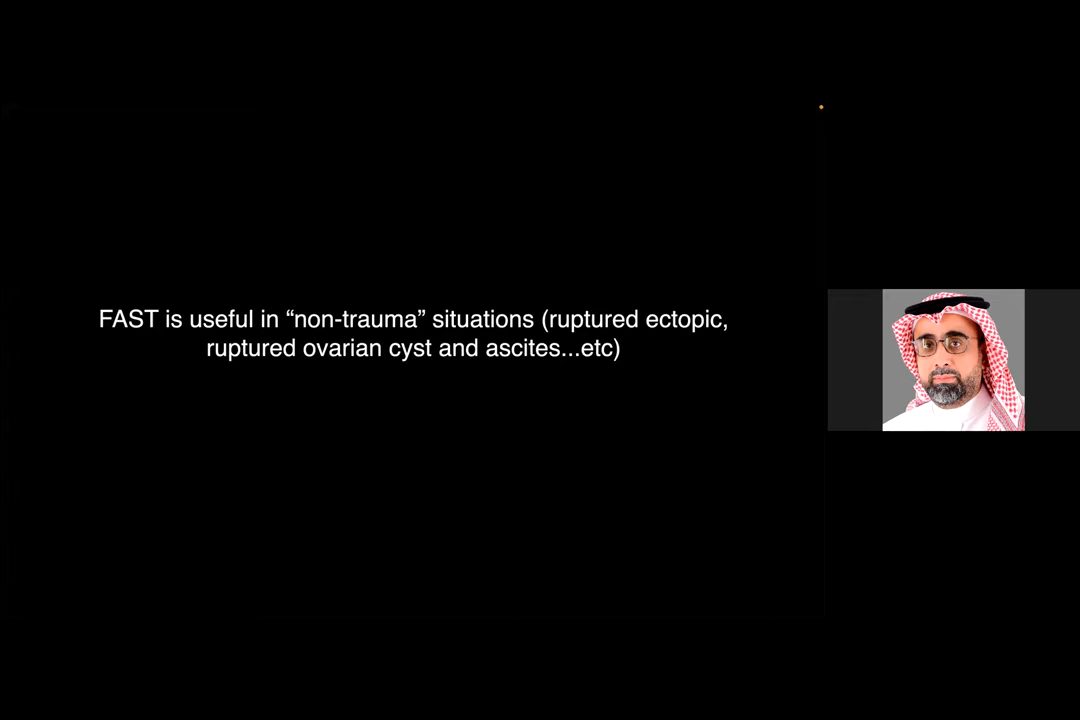 FAST is useful in “non-trauma” situations (ruptured ectopic,
ruptured ovarian cyst and ascites...etc)